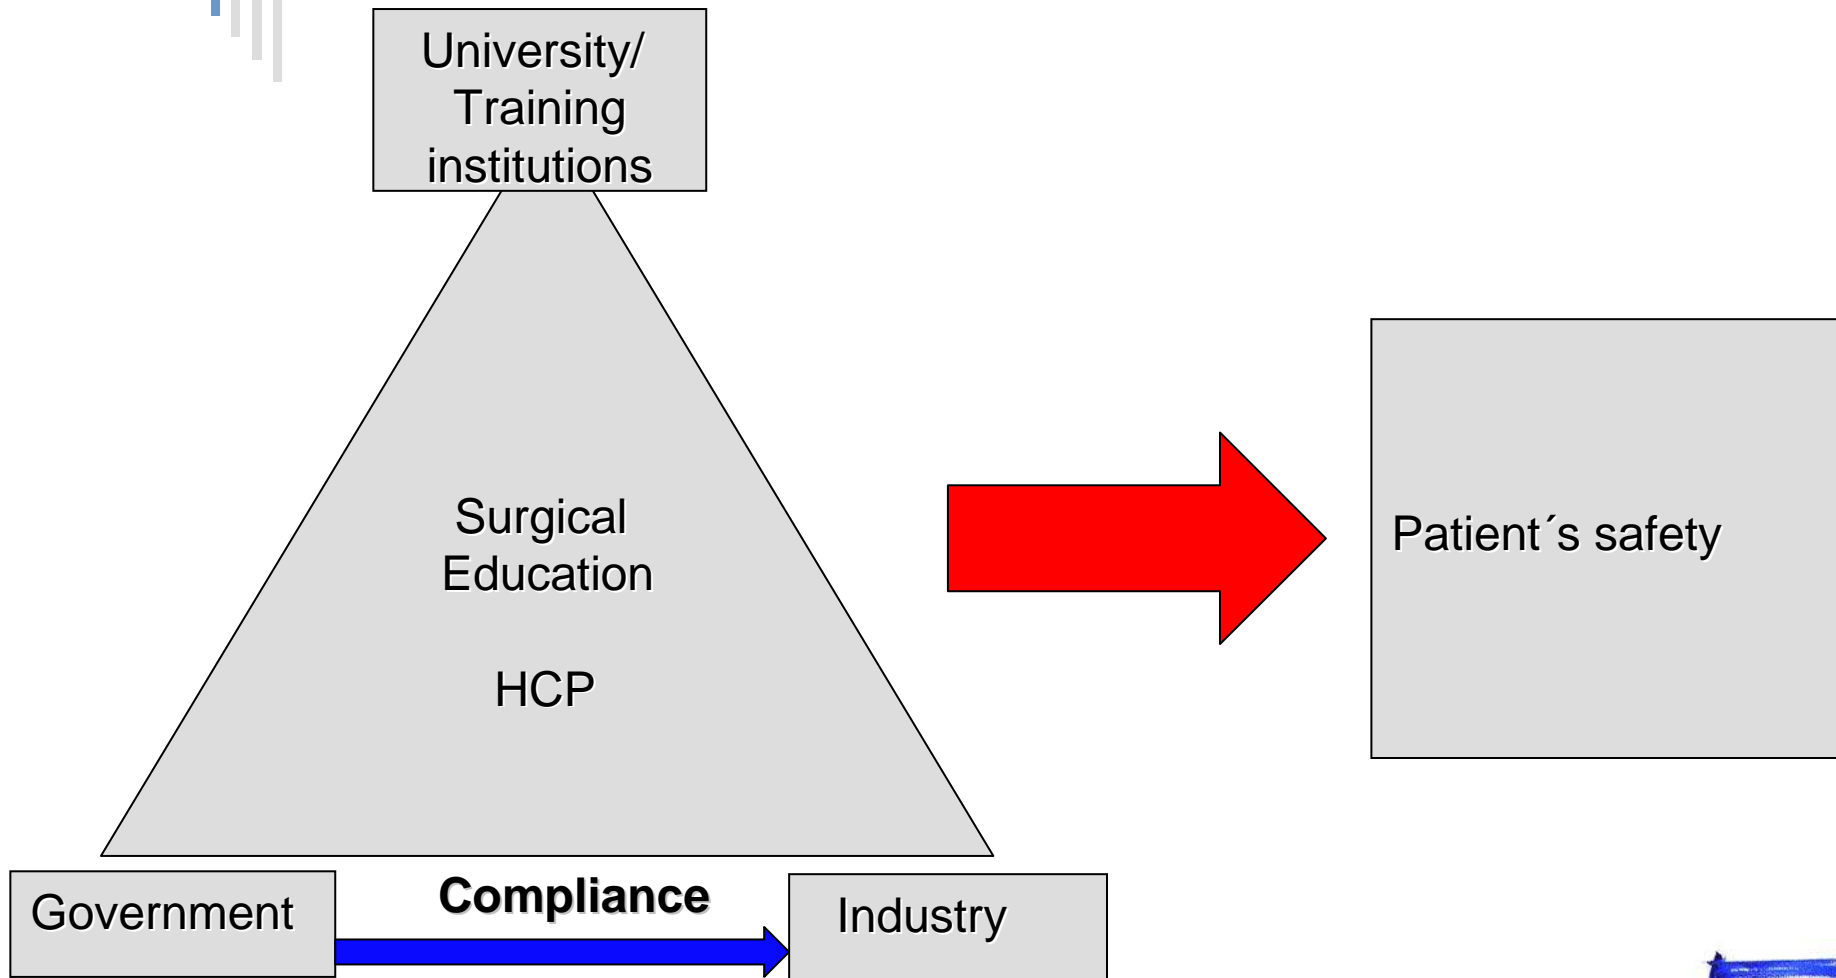 University/
Training
institutions
Surgical
Education
HCP
Patient´s safety
Government
Compliance
Industry